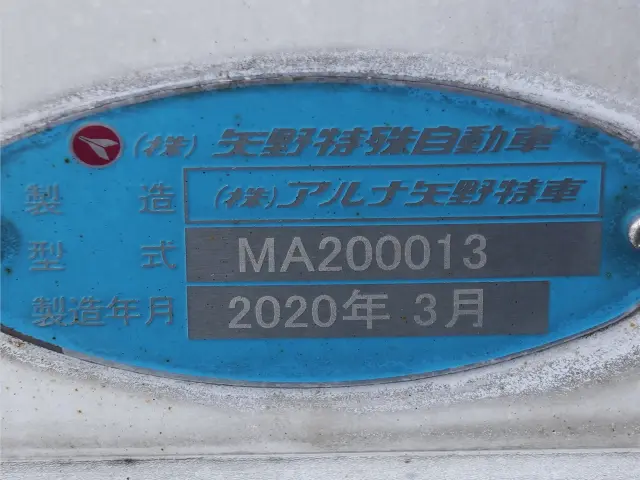 (株)矢野特殊自動車
製造 (株)アルナ矢野特車
型式 MA200013
製造年月 2020年 3月